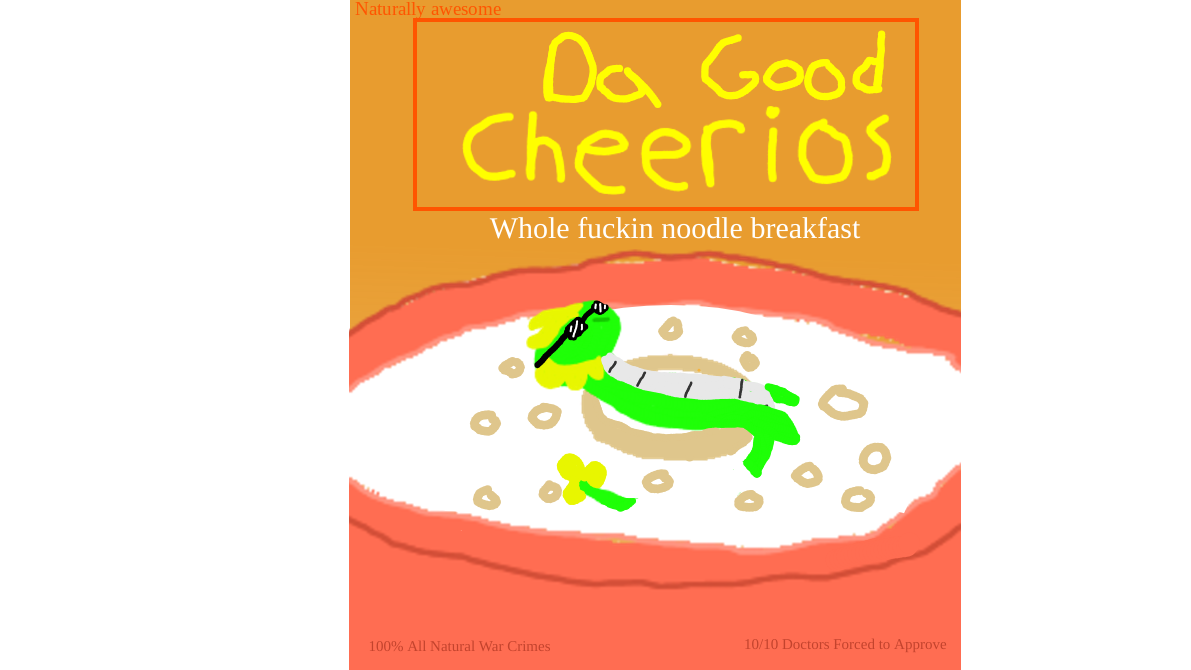 Naturally awesome
Da Good
Cheerios
Whole fuckin noodle breakfast
100% All Natural War Crimes
10/10 Doctors Forced to Approve